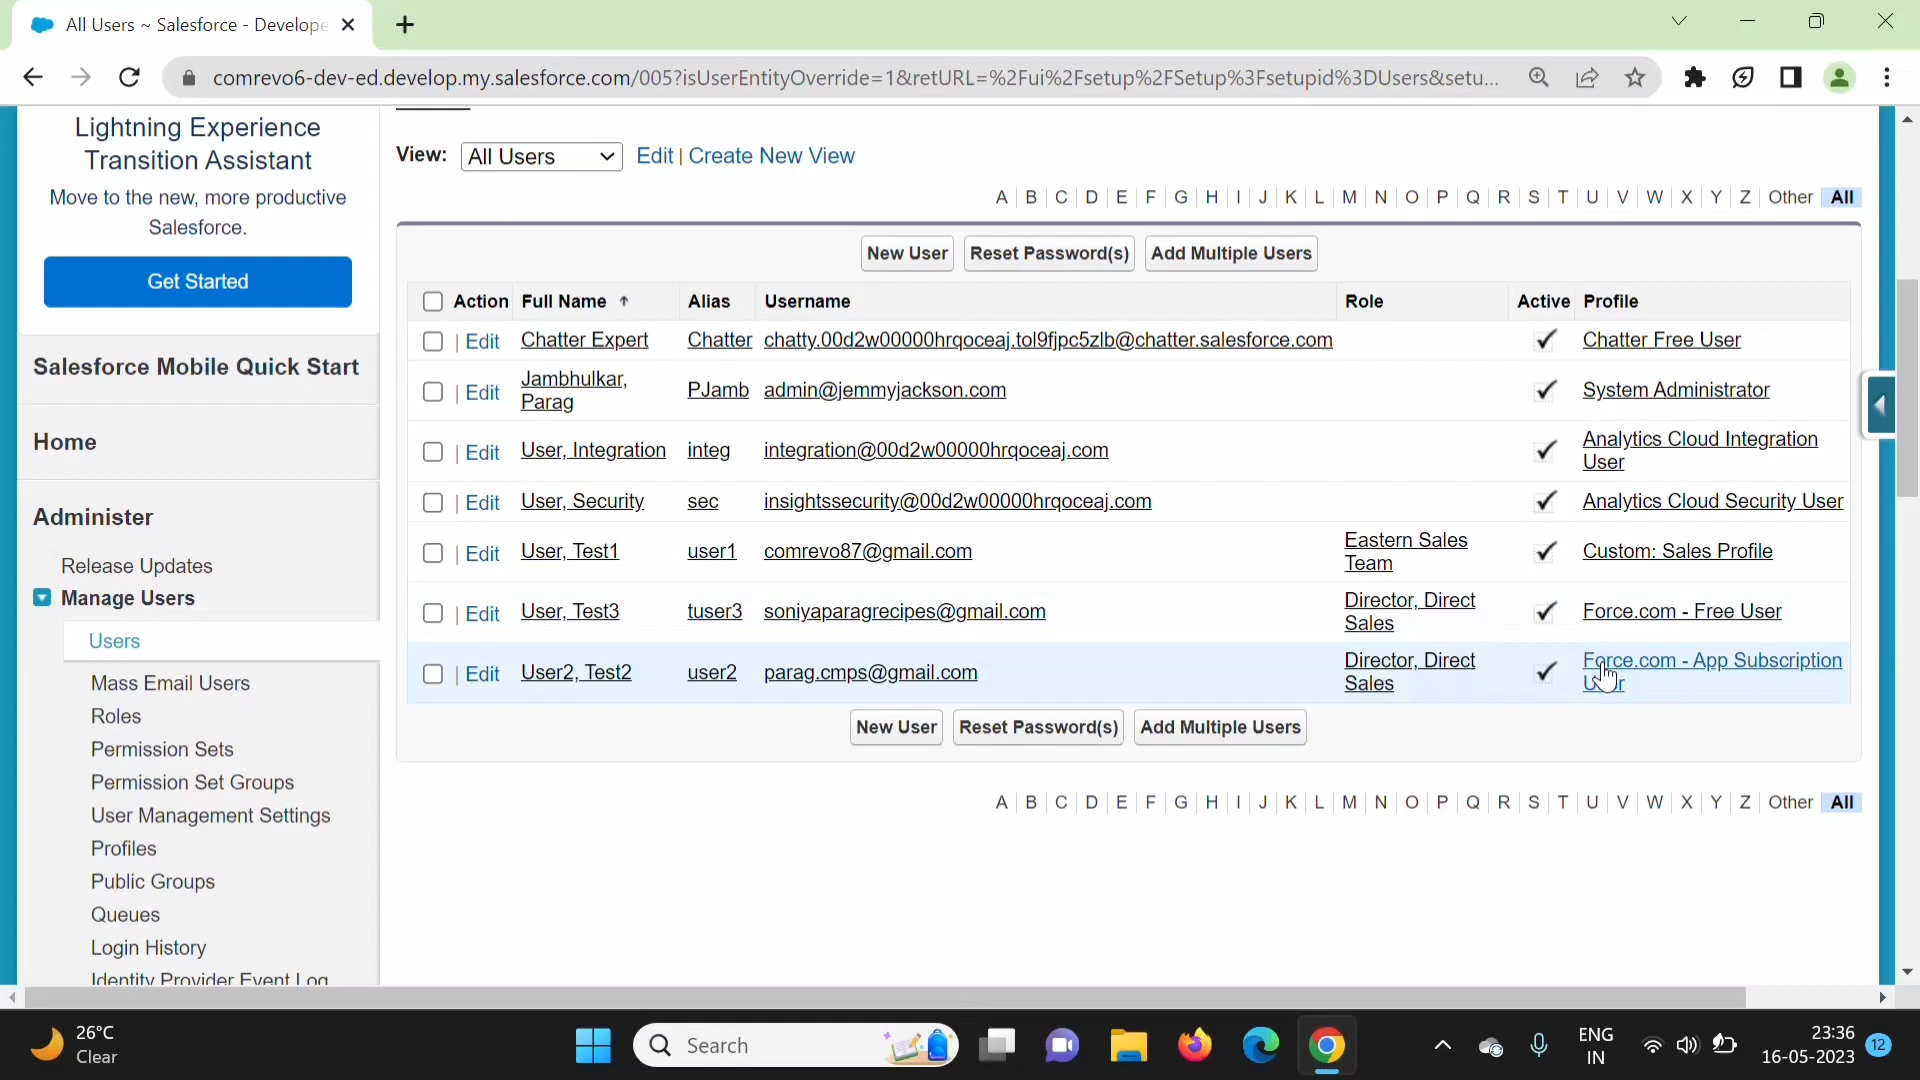 All Users ~ Salesforce - Develope
comrevo6-dev-ed.develop.my.salesforce.com/005?isUserEntityOverride=1&retURL=%2Fui%2Fsetup%2FSetup%3Fsetupid%3DUsers&setu...
Lightning Experience
Transition Assistant
Move to the new, more productive
Salesforce.
Get Started
Salesforce Mobile Quick Start
Home
Administer
Release Updates
Manage Users
Users
Mass Email Users
Roles
Permission Sets
Permission Set Groups
User Management Settings
Profiles
Public Groups
Queues
Login History
Identity Provider Event Log
View: All Users Edit | Create New View
A | B | C | D | E | F | G | H | I | J | K | L | M | N | O | P | Q | R | S | T | U | V | W | X | Y | Z | Other All
New User Reset Password(s) Add Multiple Users
Action Full Name Alias Username Role Active Profile
| Edit Chatter Expert Chatter chatty.00d2w00000hrqoceaj.tol9fjpc5zlb@chatter.salesforce.com Chatter Free User
| Edit Jambhulkar, Parag PJamb admin@jemmyjackson.com System Administrator
| Edit User, Integration integ integration@00d2w00000hrqoceaj.com Analytics Cloud Integration User
| Edit User, Security sec insightssecurity@00d2w00000hrqoceaj.com Analytics Cloud Security User
| Edit User, Test1 user1 comrevo87@gmail.com Eastern Sales Team Custom: Sales Profile
| Edit User, Test3 tuser3 soniyaparagrecipes@gmail.com Director, Direct Sales Force.com - Free User
| Edit User2, Test2 user2 parag.cmps@gmail.com Director, Direct Sales Force.com - App Subscription User
New User Reset Password(s) Add Multiple Users
A | B | C | D | E | F | G | H | I | J | K | L | M | N | O | P | Q | R | S | T | U | V | W | X | Y | Z | Other All
26°C
Clear
Search
ENG
IN
23:36
16-05-2023
12